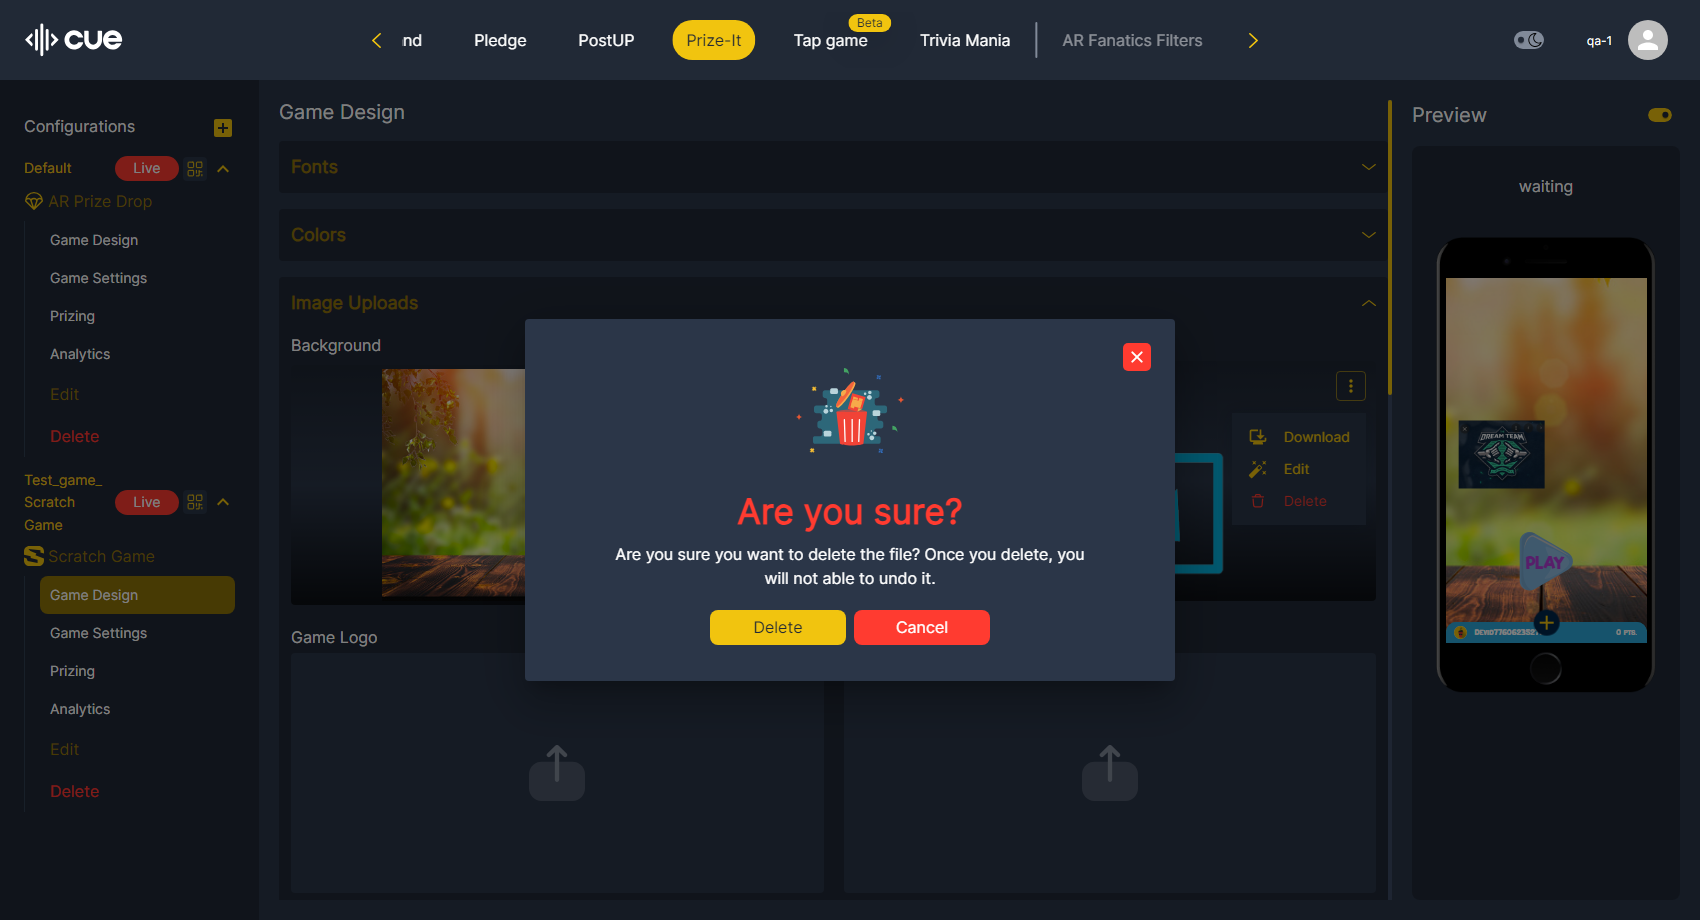 cue
nd
Pledge
PostUP
Prize-It
Beta
Tap game
Trivia Mania
AR Fanatics Filters
qa-1
Configurations
Default
Live
AR Prize Drop
Game Design
Game Settings
Prizing
Analytics
Edit
Delete
Test_game_
Scratch
Game
Live
Scratch Game
Game Design
Game Settings
Prizing
Analytics
Edit
Delete
Game Design
Fonts
Colors
Image Uploads
Background
Download
Edit
Delete
Game Logo
Are you sure?
Are you sure you want to delete the file? Once you delete, you
will not able to undo it.
Delete
Cancel
Preview
waiting
DREAM TEAM
PLAY
0 PTS.